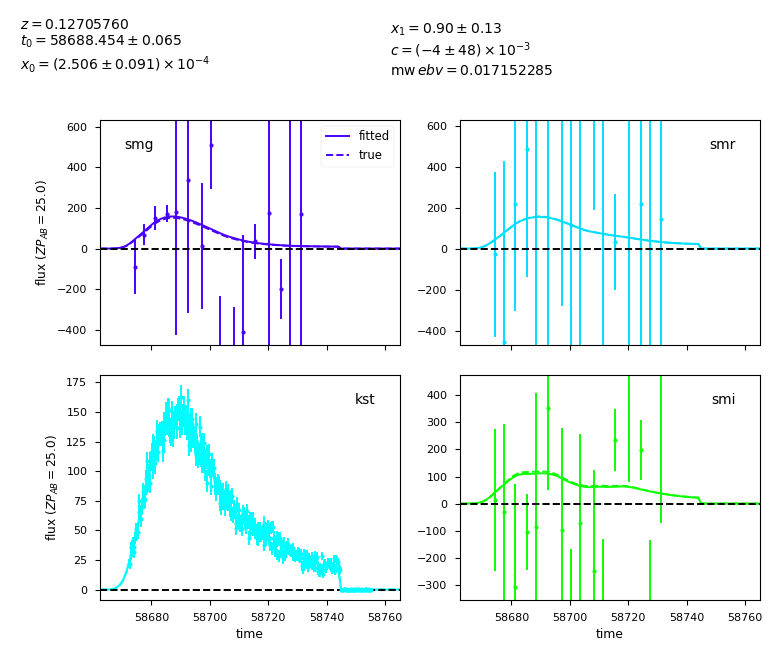 z = 0.12705760
t₀ = 58688.454 ± 0.065
x₀ = (2.506 ± 0.091) × 10⁻⁴
x₁ = 0.90 ± 0.13
c = (−4 ± 48) × 10⁻³
mw ebv = 0.017152285
smg
fitted
true
600
400
200
0
−200
−400
flux (ZP_AB = 25.0)
smr
600
400
200
0
−200
−400
kst
175
150
125
100
75
50
25
0
flux (ZP_AB = 25.0)
58680 58700 58720 58740 58760
time
smi
400
300
200
100
0
−100
−200
−300
58680 58700 58720 58740 58760
time